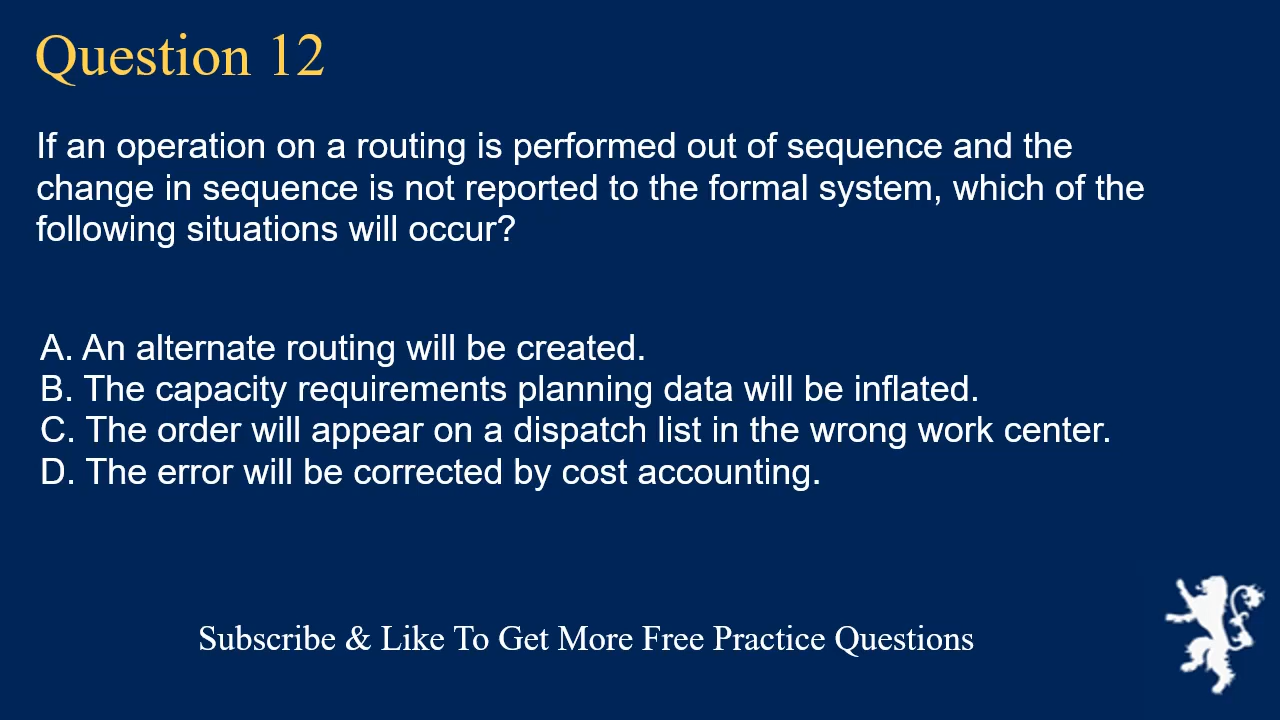 Question 12
If an operation on a routing is performed out of sequence and the
change in sequence is not reported to the formal system, which of the
following situations will occur?
A. An alternate routing will be created.
B. The capacity requirements planning data will be inflated.
C. The order will appear on a dispatch list in the wrong work center.
D. The error will be corrected by cost accounting.
Subscribe & Like To Get More Free Practice Questions